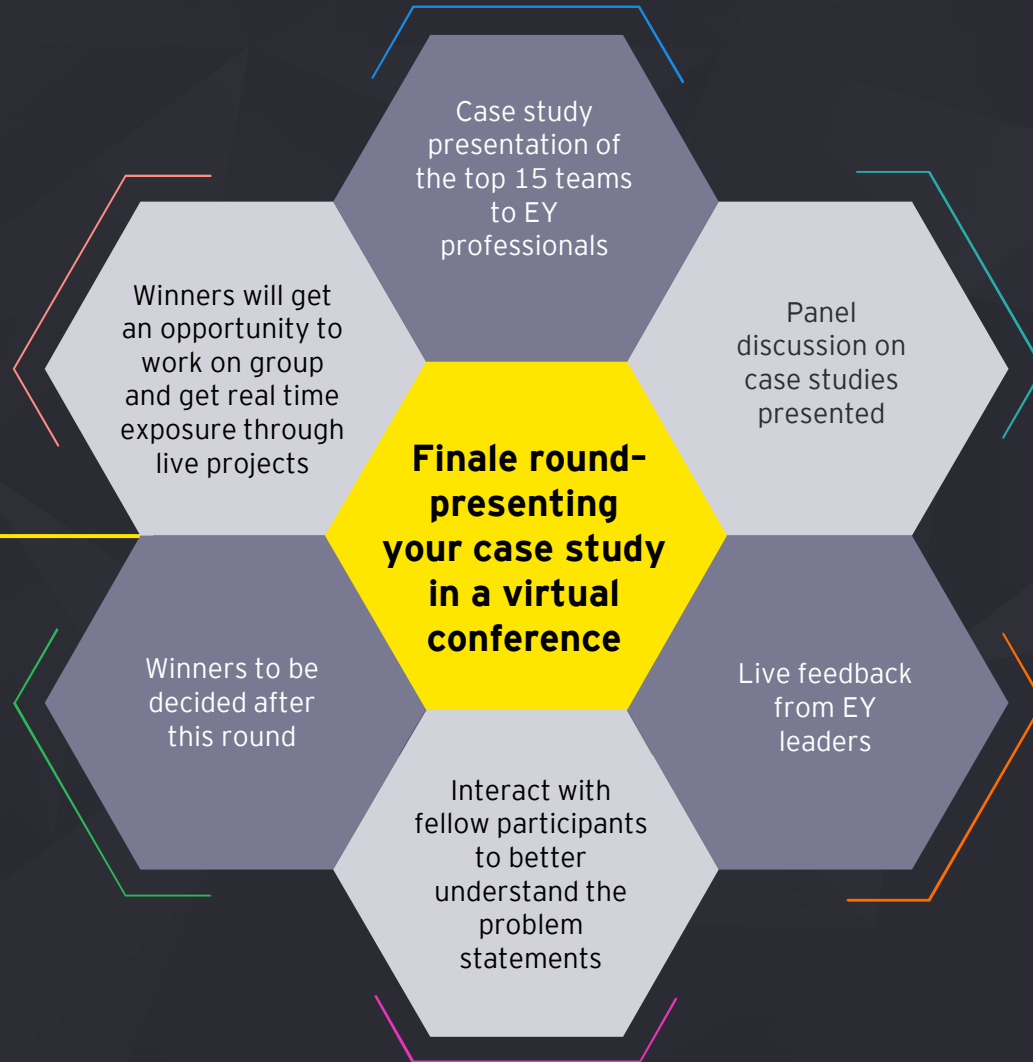 Case study
presentation of
the top 15 teams
to EY
professionals
Panel
discussion on
case studies
presented
Live feedback
from EY
leaders
Interact with
fellow participants
to better
understand the
problem
statements
Winners to be
decided after
this round
Winners will get
an opportunity to
work on group
and get real time
exposure through
live projects
Finale round–
presenting
your case study
in a virtual
conference